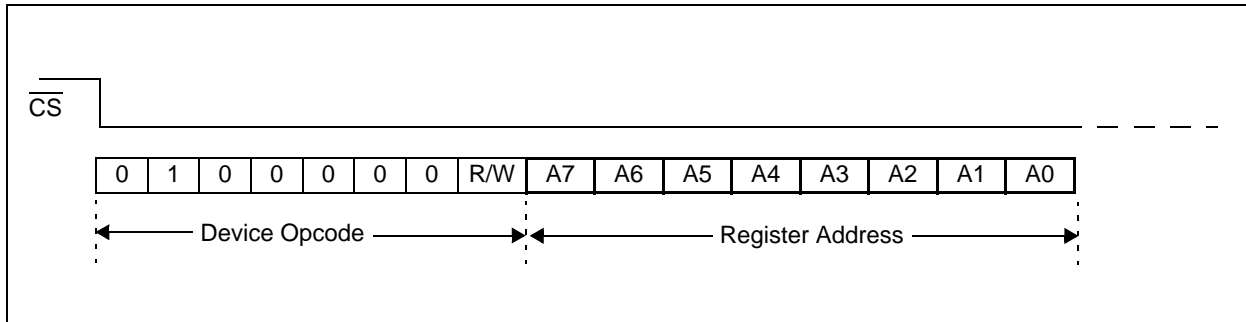 CS
0 1 0 0 0 0 0 R/W A7 A6 A5 A4 A3 A2 A1 A0
Device Opcode Register Address